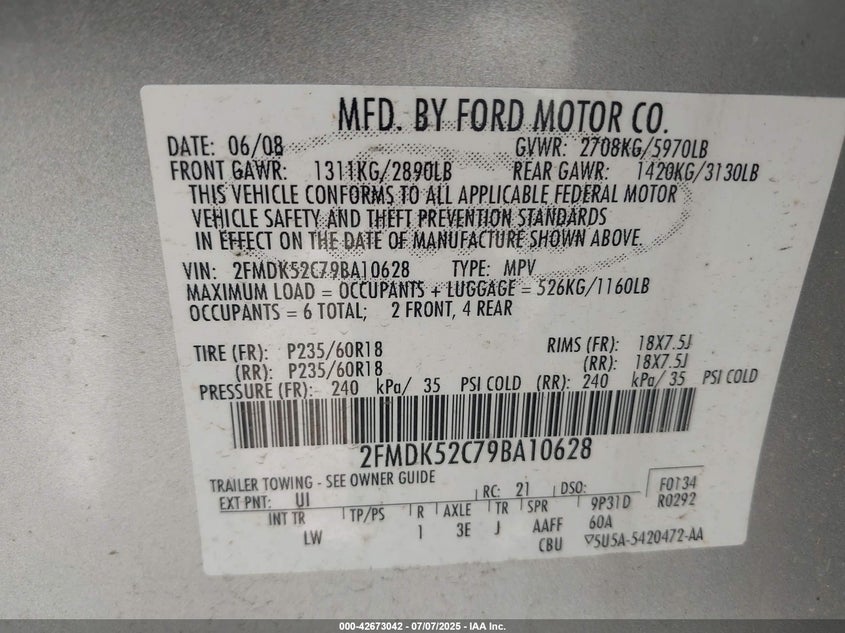 MFD. BY FORD MOTOR CO.
DATE: 06/08 GVWR: 2708KG/5970LB
FRONT GAWR: 1311KG/2890LB REAR GAWR: 1420KG/3130LB
THIS VEHICLE CONFORMS TO ALL APPLICABLE FEDERAL MOTOR
VEHICLE SAFETY AND THEFT PREVENTION STANDARDS
IN EFFECT ON THE DATE OF MANUFACTURE SHOWN ABOVE.
VIN: 2FMDK52C79BA10628 TYPE: MPV
MAXIMUM LOAD = OCCUPANTS + LUGGAGE = 526KG/1160LB
OCCUPANTS = 6 TOTAL; 2 FRONT, 4 REAR
TIRE (FR): P235/60R18 RIMS (FR): 18X7.5J
(RR): P235/60R18 (RR): 18X7.5J
PRESSURE (FR): 240 kPa/ 35 PSI COLD (RR): 240 kPa/ 35 PSI COLD
2FMDK52C79BA10628
TRAILER TOWING - SEE OWNER GUIDE
EXT PNT: UI RC: 21 DSO: F0134
INT TR TP/PS R AXLE TR SPR 9P31D R0292
LW 1 3E J AAFF 60A
CBU 5U5A-5420472-AA
000-42673042 / 07/07/2025 - IAA Inc.